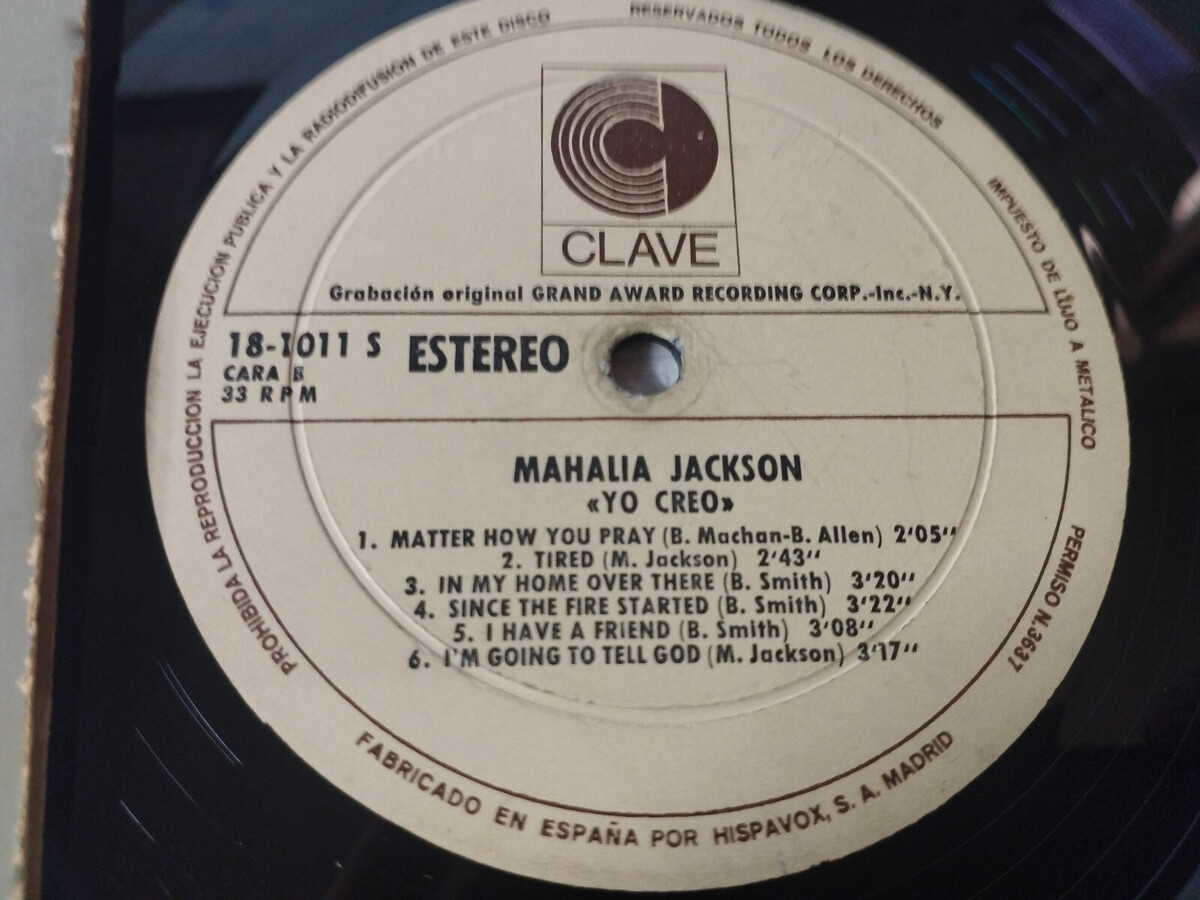 PROHIBIDA LA REPRODUCCION LA EJECUCION PUBLICA Y LA RADIODIFUSION DE ESTE DISCO
RESERVADOS TODOS LOS DERECHOS
IMPUESTO DE LUJO A METALICO
PERMISO N.3637
CLAVE
Grabación original GRAND AWARD RECORDING CORP.-Inc.-N.Y.
18-1011 S ESTEREO
CARA B
33 RPM
MAHALIA JACKSON
«YO CREO»
1. MATTER HOW YOU PRAY (B. Machan-B. Allen) 2'05''
2. TIRED (M. Jackson) 2'43''
3. IN MY HOME OVER THERE (B. Smith) 3'20''
4. SINCE THE FIRE STARTED (B. Smith) 3'22''
5. I HAVE A FRIEND (B. Smith) 3'08''
6. I'M GOING TO TELL GOD (M. Jackson) 3'17''
FABRICADO EN ESPAÑA POR HISPAVOX, S. A. MADRID